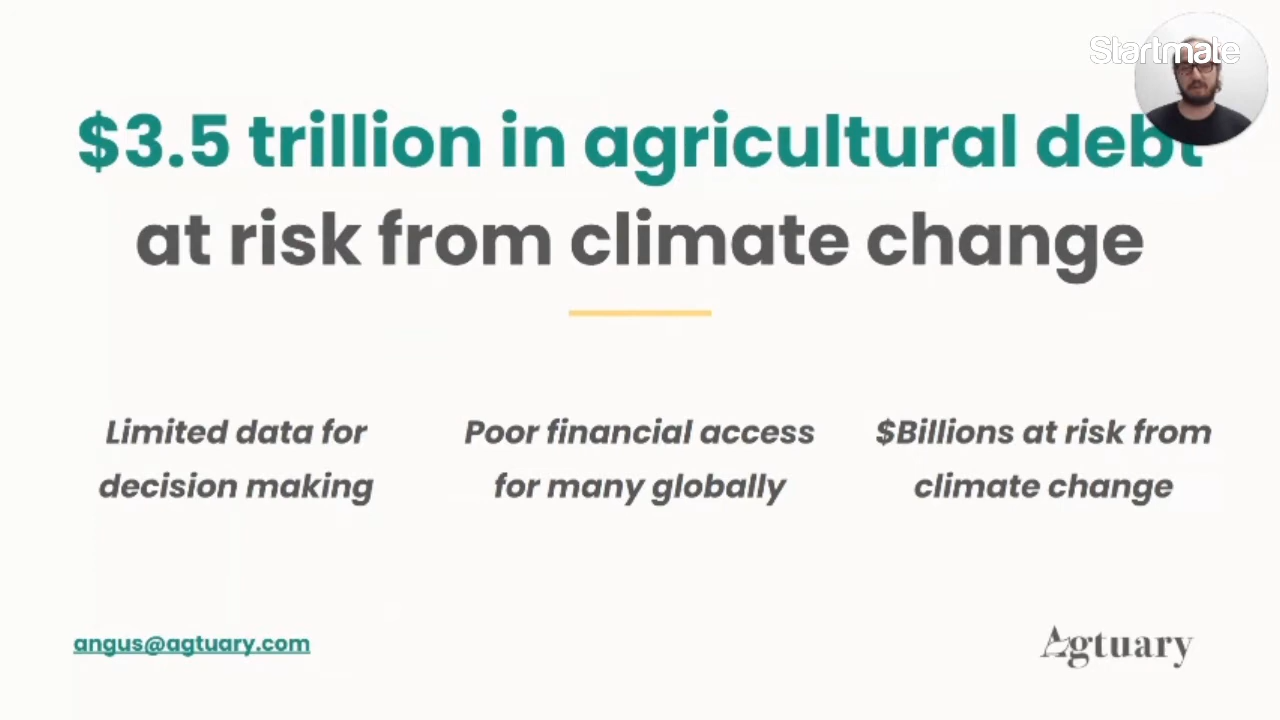 Startmate
$3.5 trillion in agricultural debt
at risk from climate change
Limited data for
decision making
Poor financial access
for many globally
$Billions at risk from
climate change
angus@agtuary.com
Agtuary